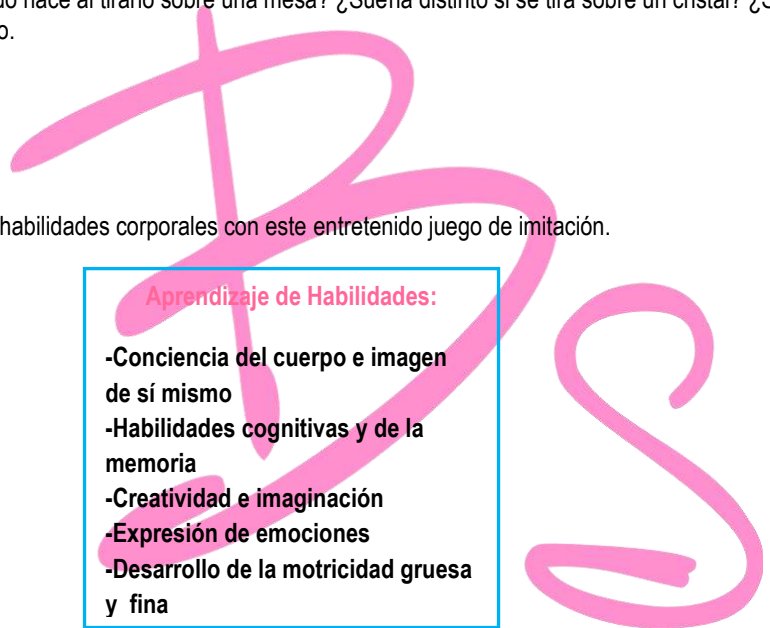 hace al tirarlo sobre una mesa? ¿Suena distinto si se tira sobre un cristal?
o.
habilidades corporales con este entretenido juego de imitación.
Aprendizaje de Habilidades:
-Conciencia del cuerpo e imagen
de sí mismo
-Habilidades cognitivas y de la
memoria
-Creatividad e imaginación
-Expresión de emociones
-Desarrollo de la motricidad gruesa
y fina
BS